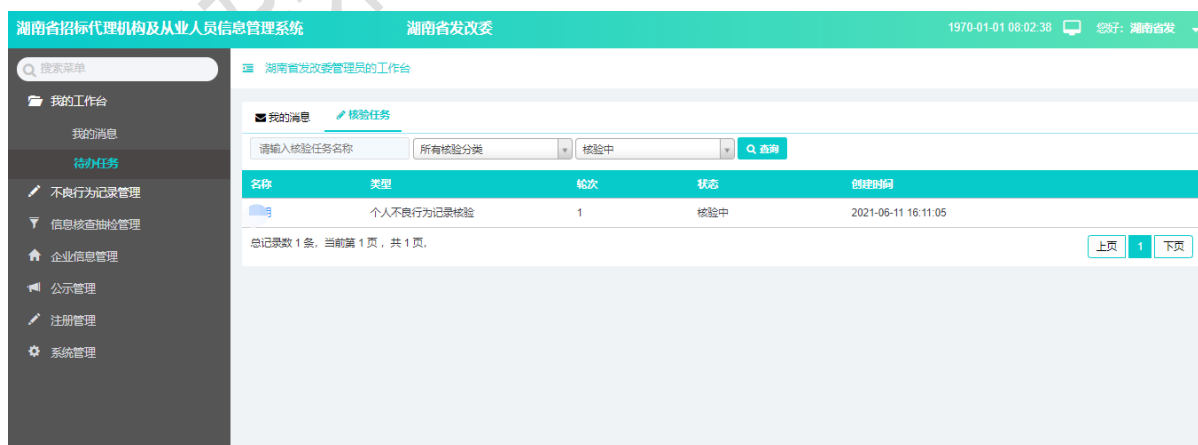 湖南省招标代理机构及从业人员信息管理系统 湖南省发改委 1970-01-01 08:02:38 您好：湖南省发
搜索菜单
湖南省发改委管理员的工作台
我的工作台
我的消息
待办任务
不良行为记录管理
信息核查抽检管理
企业信息管理
公示管理
注册管理
系统管理
我的消息 核验任务
请输入核验任务名称 所有核验分类 核验中 查询
名称 类型 轮次 状态 创建时间
个人不良行为记录核验 1 核验中 2021-06-11 16:11:05
总记录数 1 条，当前第 1 页，共 1 页。 上页 1 下页